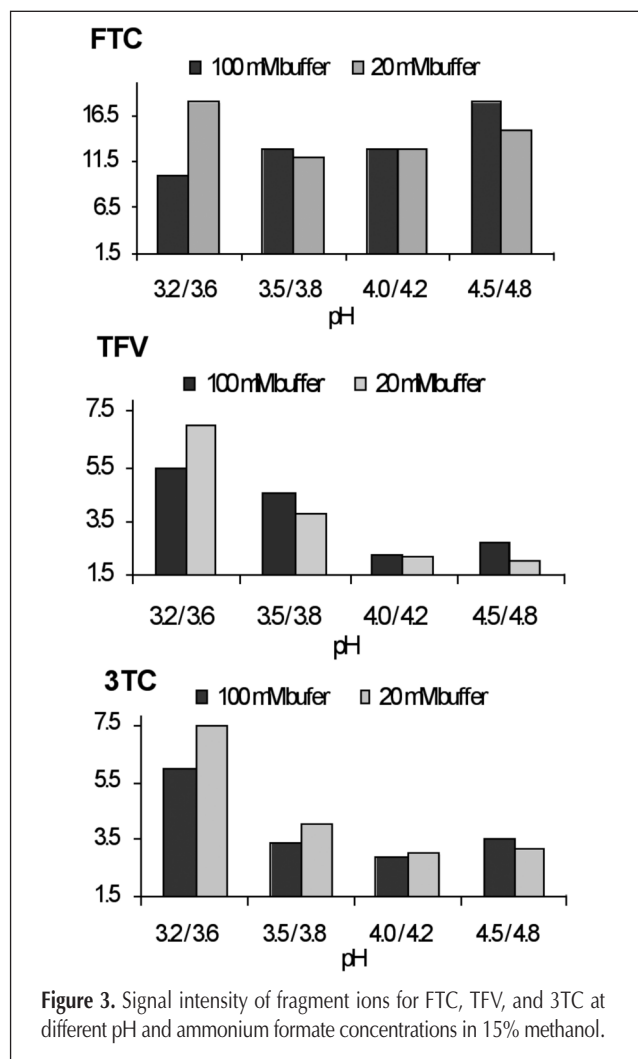 FTC
100 mMbuffer 20 mMbuffer
16.5
11.5
6.5
1.5
3.2/3.6 3.5/3.8 4.0/4.2 4.5/4.8
pH
TFV
100 mMbuffer 20 mMbuffer
7.5
5.5
3.5
1.5
3.2/3.6 3.5/3.8 4.0/4.2 4.5/4.8
pH
3TC
100 mMbufer 20 mMbuffer
7.5
5.5
3.5
1.5
3.2/3.6 3.5/3.8 4.0/4.2 4.5/4.8
pH
Figure 3. Signal intensity of fragment ions for FTC, TFV, and 3TC at
different pH and ammonium formate concentrations in 15% methanol.